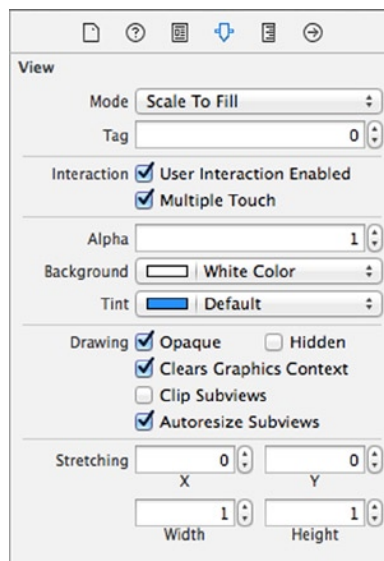 View
Mode Scale To Fill
Tag 0
Interaction User Interaction Enabled
Multiple Touch
Alpha 1
Background White Color
Tint Default
Drawing Opaque Hidden
Clears Graphics Context
Clip Subviews
Autoresize Subviews
Stretching 0 0
X Y
1 1
Width Height